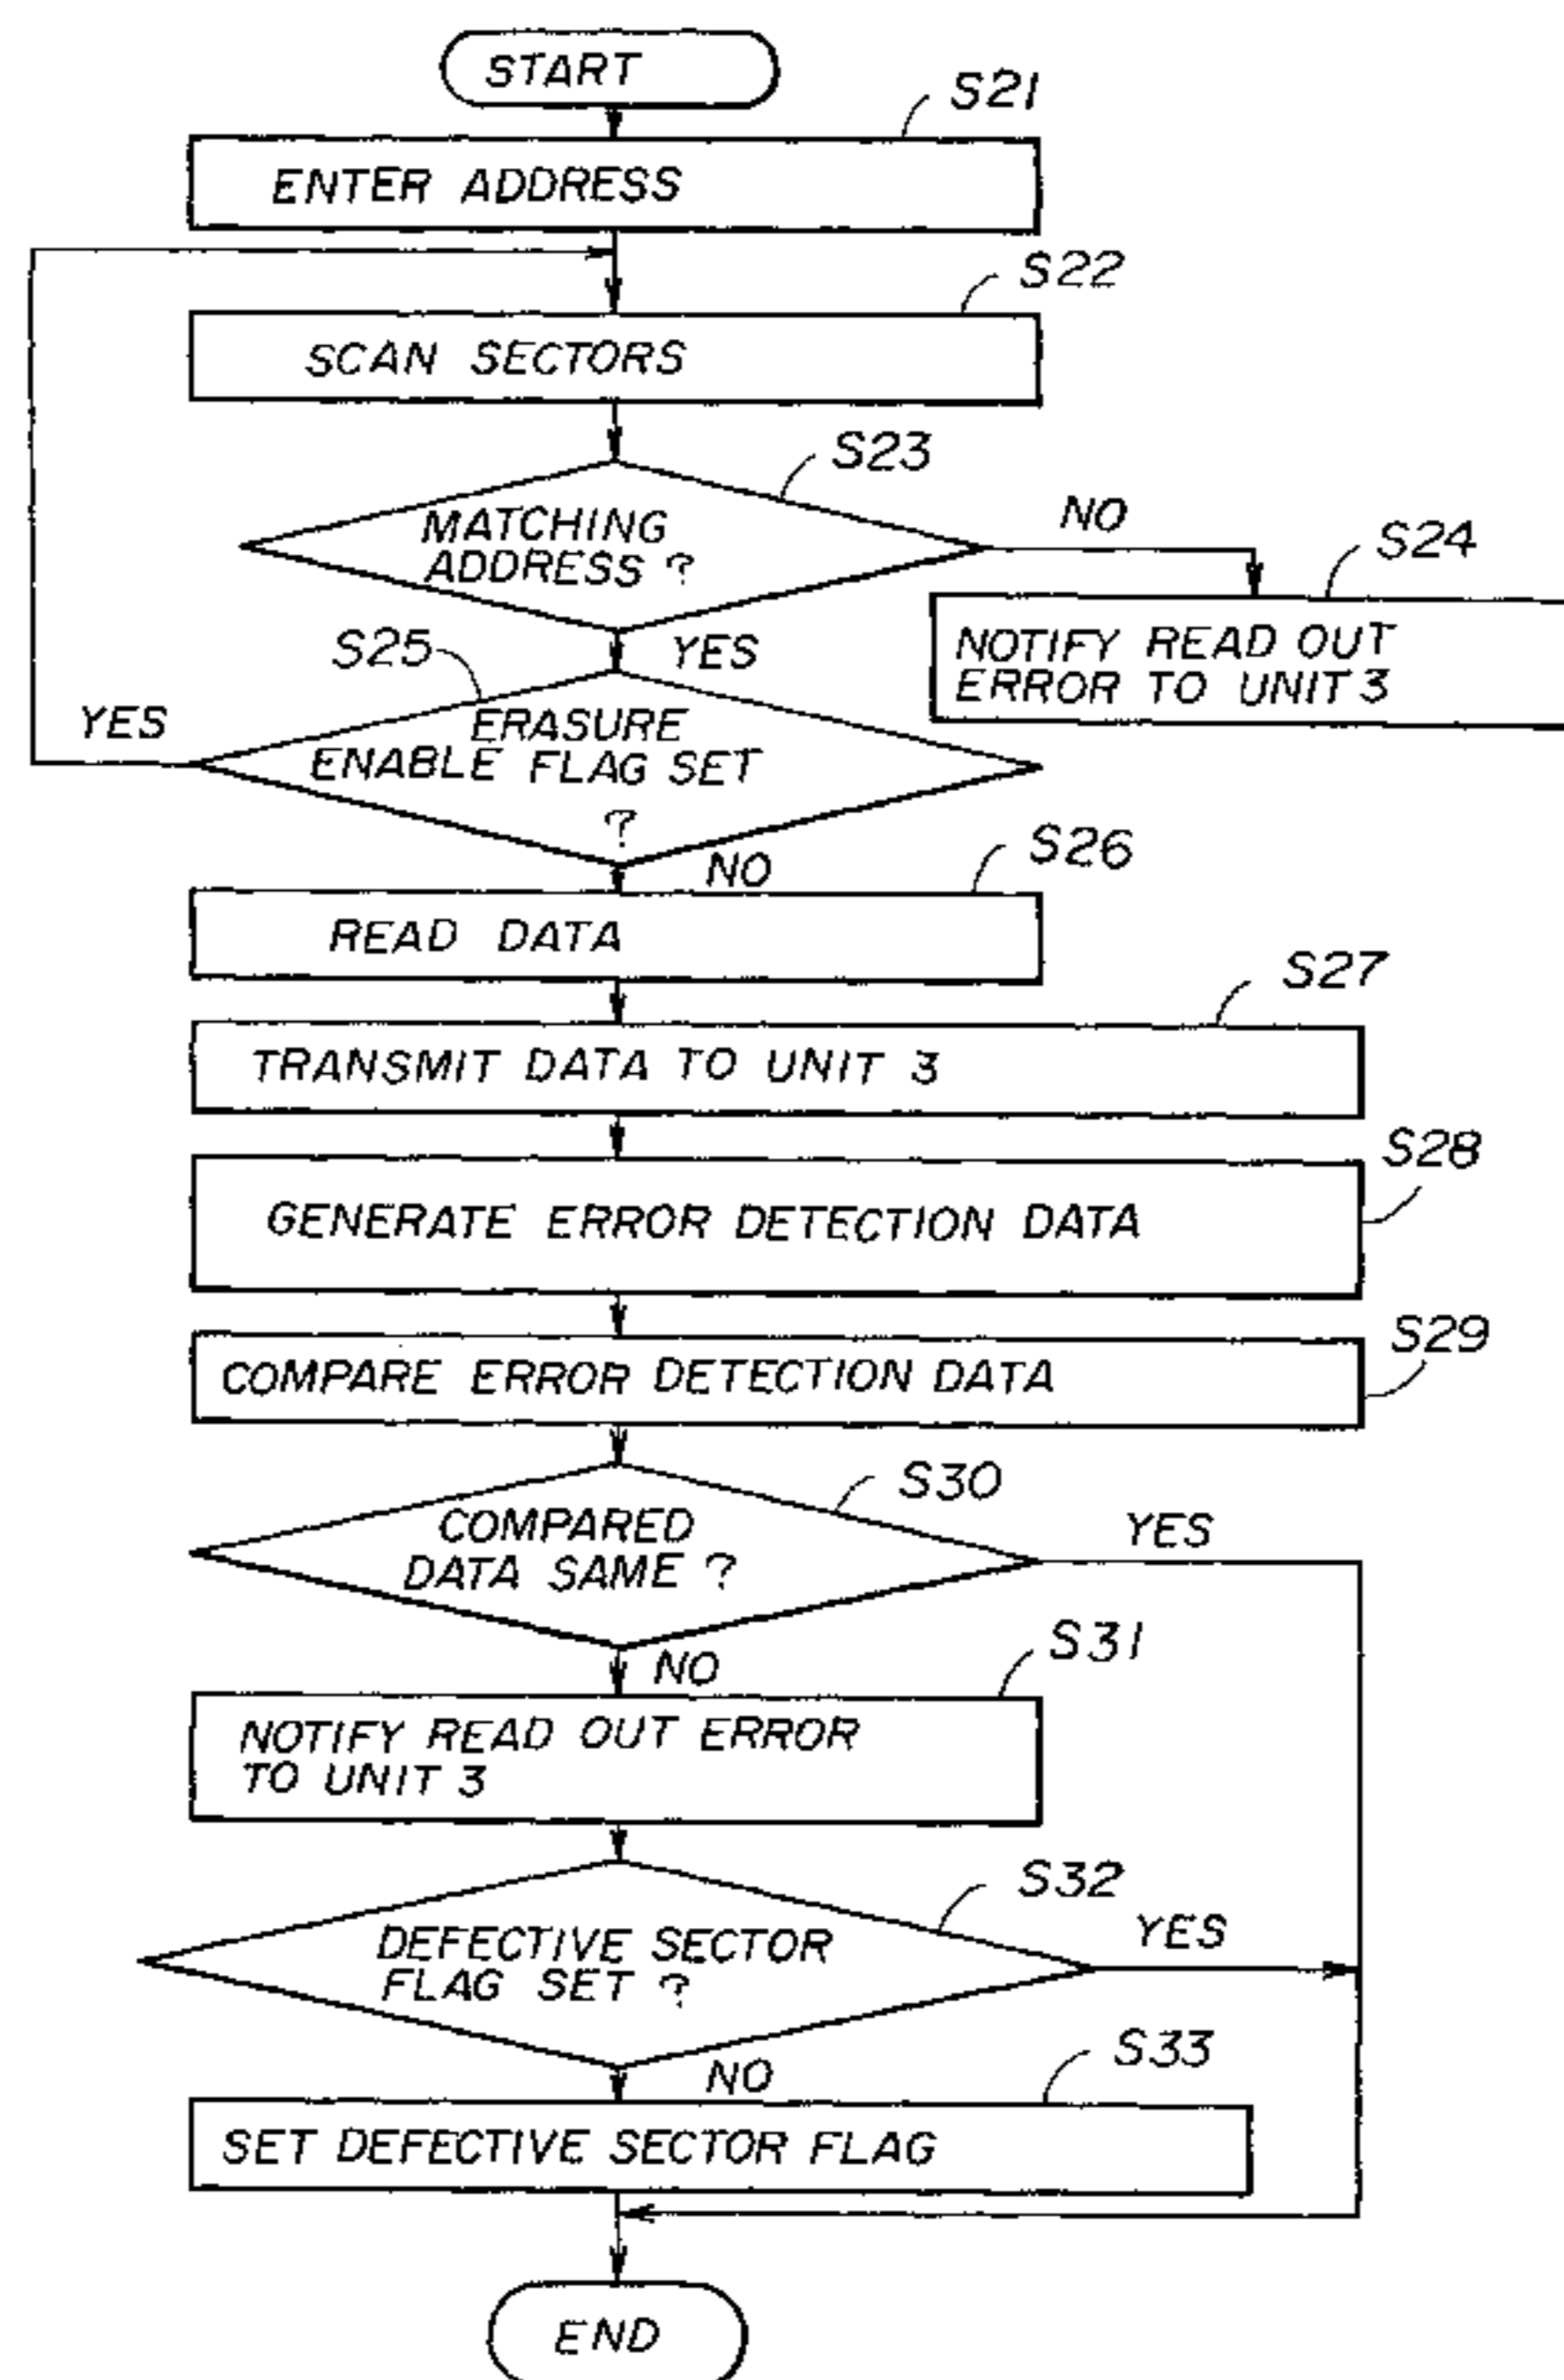 START
S21
ENTER ADDRESS
S22
SCAN SECTORS
S23
MATCHING
ADDRESS ?
NO
S24
NOTIFY READ OUT
ERROR TO UNIT 3
YES
S25
YES
ERASURE
ENABLE FLAG SET
?
NO
S26
READ DATA
S27
TRANSMIT DATA TO UNIT 3
S28
GENERATE ERROR DETECTION DATA
S29
COMPARE ERROR DETECTION DATA
S30
COMPARED
DATA SAME ?
YES
NO
S31
NOTIFY READ OUT ERROR
TO UNIT 3
S32
DEFECTIVE SECTOR
FLAG SET ?
YES
NO
S33
SET DEFECTIVE SECTOR FLAG
END